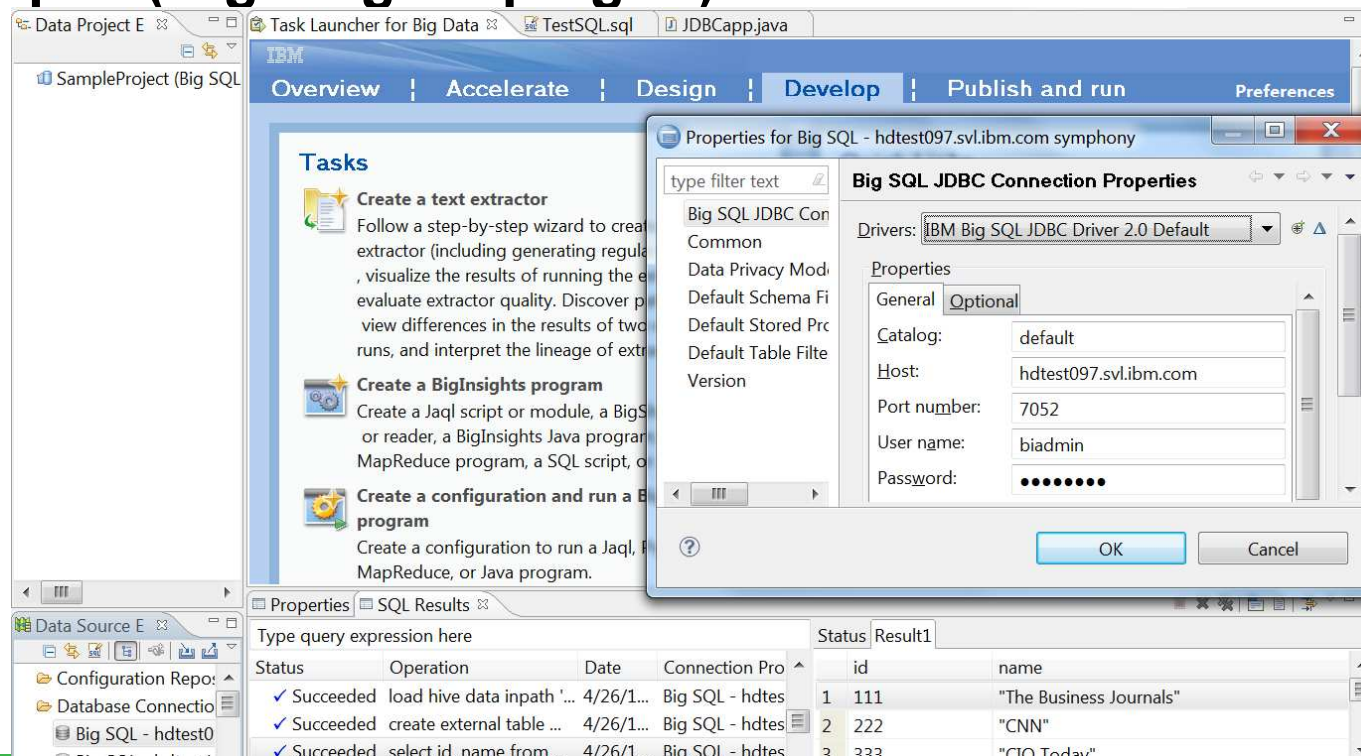 Data Project E
Task Launcher for Big Data
TestSQL.sql
JDBCapp.java
SampleProject (Big SQL
IBM
Overview
Accelerate
Design
Develop
Publish and run
Preferences
Tasks
Create a text extractor
Follow a step-by-step wizard to creat
extractor (including generating regula
, visualize the results of running the e
evaluate extractor quality. Discover p
view differences in the results of two
runs, and interpret the lineage of extr
Create a BigInsights program
Create a Jaql script or module, a BigS
or reader, a BigInsights Java program
MapReduce program, a SQL script, o
Create a configuration and run a B
program
Create a configuration to run a Jaql, P
MapReduce, or Java program.
Properties for Big SQL - hdtest097.svl.ibm.com symphony
type filter text
Big SQL JDBC Con
Common
Data Privacy Mod
Default Schema Fi
Default Stored Prc
Default Table Filte
Version
Big SQL JDBC Connection Properties
Drivers: IBM Big SQL JDBC Driver 2.0 Default
Properties
General Optional
Catalog: default
Host: hdtest097.svl.ibm.com
Port number: 7052
User name: biadmin
Password: ●●●●●●●●
OK
Cancel
Properties
SQL Results
Type query expression here
Status Operation Date Connection Pro
Succeeded load hive data inpath '... 4/26/1... Big SQL - hdtes
Succeeded create external table ... 4/26/1... Big SQL - hdtes
Succeeded select id, name from ... 4/26/1... Big SQL - hdtes
Status Result1
id name
1 111 "The Business Journals"
2 222 "CNN"
3 333 "CIO Today"
Data Source E
Configuration Repo:
Database Connectio
Big SQL - hdtest0